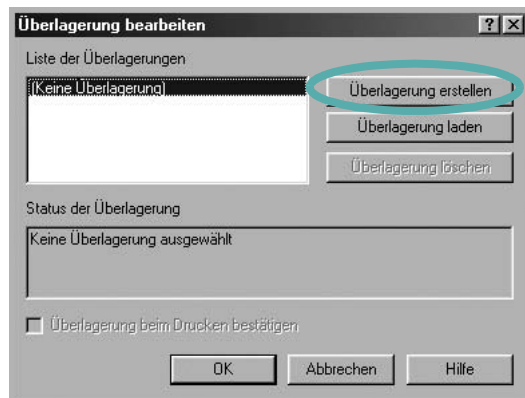 Überlagerung bearbeiten
Liste der Überlagerungen
(Keine Überlagerung)
Überlagerung erstellen
Überlagerung laden
Überlagerung löschen
Status der Überlagerung
Keine Überlagerung ausgewählt
Überlagerung beim Drucken bestätigen
OK Abbrechen Hilfe